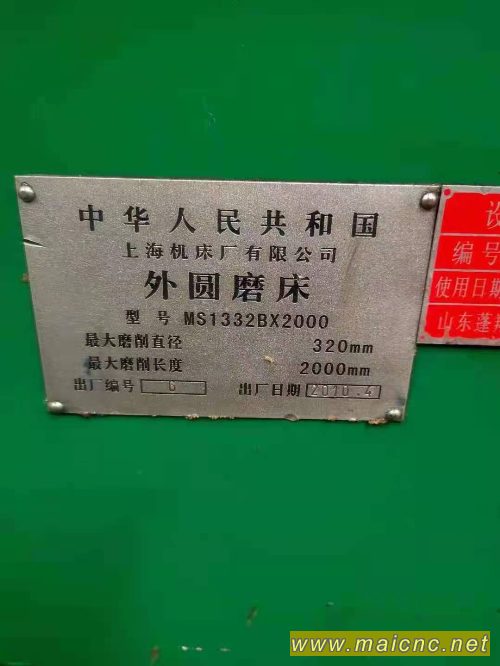 中华人民共和国
上海机床厂有限公司
外圆磨床
型号 MS1332BX2000
最大磨削直径 320mm
最大磨削长度 2000mm
出厂编号 6 出厂日期 2010.4
设
编号
使用日期
山东蓬翔
www.maicnc.net